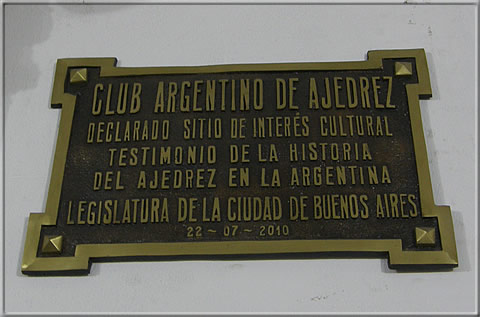 CLUB ARGENTINO DE AJEDREZ
DECLARADO SITIO DE INTERÉS CULTURAL
TESTIMONIO DE LA HISTORIA
DEL AJEDREZ EN LA ARGENTINA
LEGISLATURA DE LA CIUDAD DE BUENOS AIRES
22 - 07 - 2010